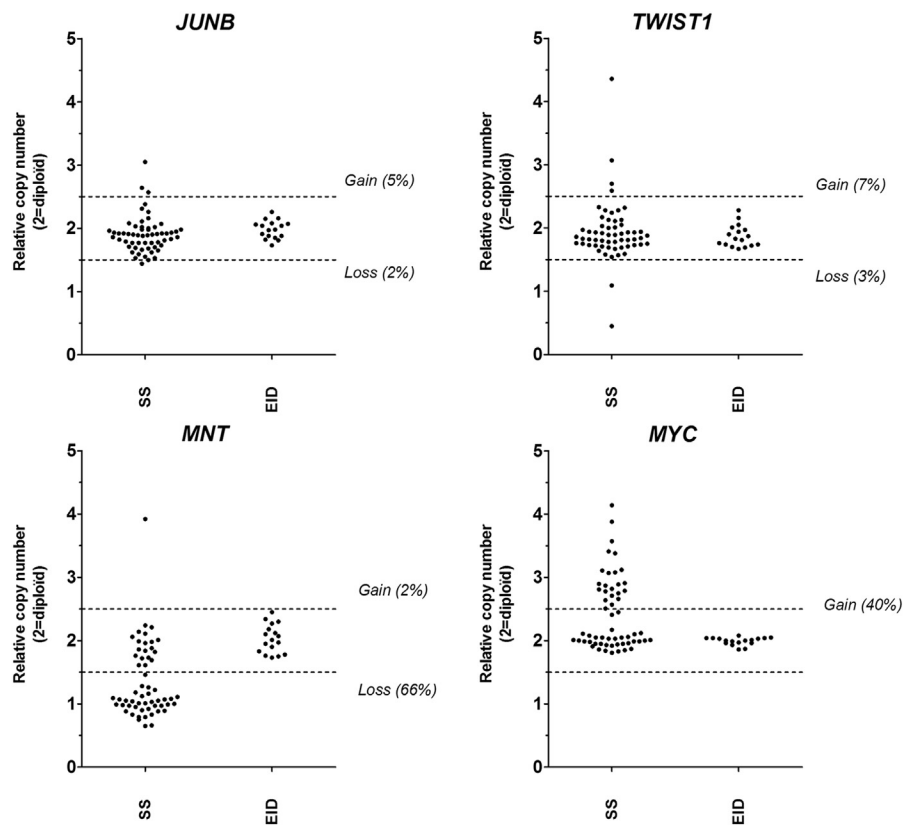 JUNB
Relative copy number
(2=diploïd)
5
4
3
2
1
0
Gain (5%)
Loss (2%)
SS
EID
TWIST1
Relative copy number
(2=diploïd)
5
4
3
2
1
0
Gain (7%)
Loss (3%)
SS
EID
MNT
Relative copy number
(2=diploïd)
5
4
3
2
1
0
Gain (2%)
Loss (66%)
SS
EID
MYC
Relative copy number
(2=diploïd)
5
4
3
2
1
0
Gain (40%)
SS
EID